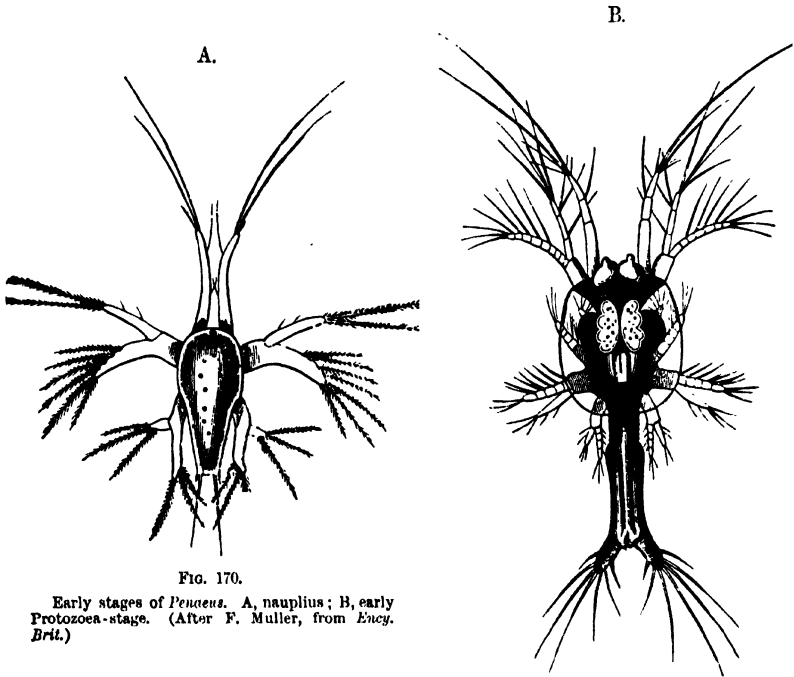 A.
B.
FIG. 170.
Early stages of Penaeus. A, nauplius; B, early
Protozoea-stage. (After F. Muller, from Ency.
Brit.)